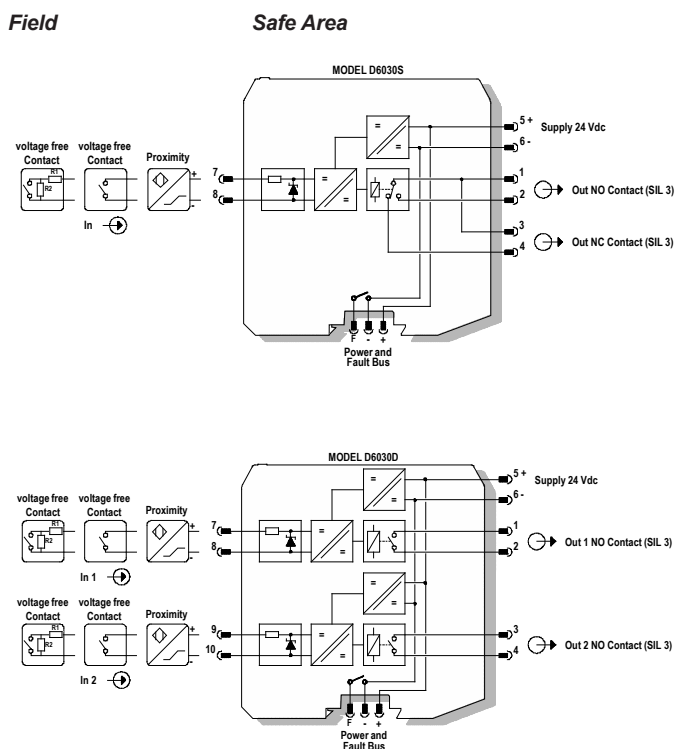 Field Safe Area
MODEL D6030S
5 + Supply 24 Vdc
6 -
voltage free voltage free
Contact Contact Proximity
R1 R2 + -
7 1
8 2 Out NO Contact (SIL 3)
In
3
4 Out NC Contact (SIL 3)
F - +
Power and
Fault Bus
MODEL D6030D
5 + Supply 24 Vdc
6 -
voltage free voltage free
Contact Contact Proximity
R1 R2 + -
7 1
8 2 Out 1 NO Contact (SIL 3)
In 1
voltage free voltage free
Contact Contact Proximity
R1 R2 + -
9 3
10 4 Out 2 NO Contact (SIL 3)
In 2
F - +
Power and
Fault Bus